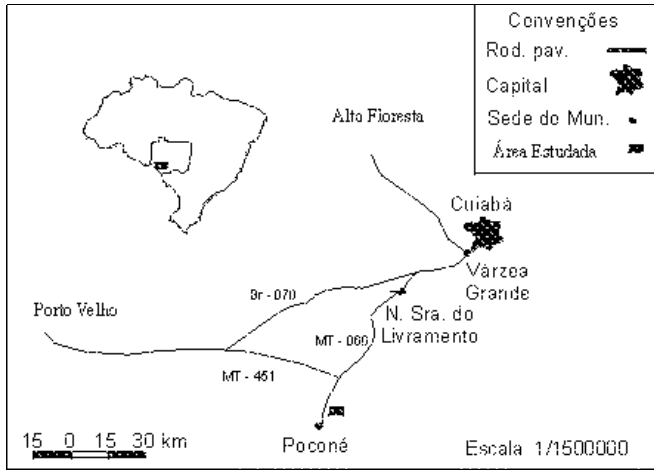 Convenções
Rod. pav.
Capital
Sede do Mun.
Área Estudada
Alta Floresta
Cuiabá
Várzea
Grande
Br - 070
N. Sra. do
Livramento
Porto Velho
MT - 060
MT - 451
15 0 15 30 km
Poconé
Escala 1/1500000